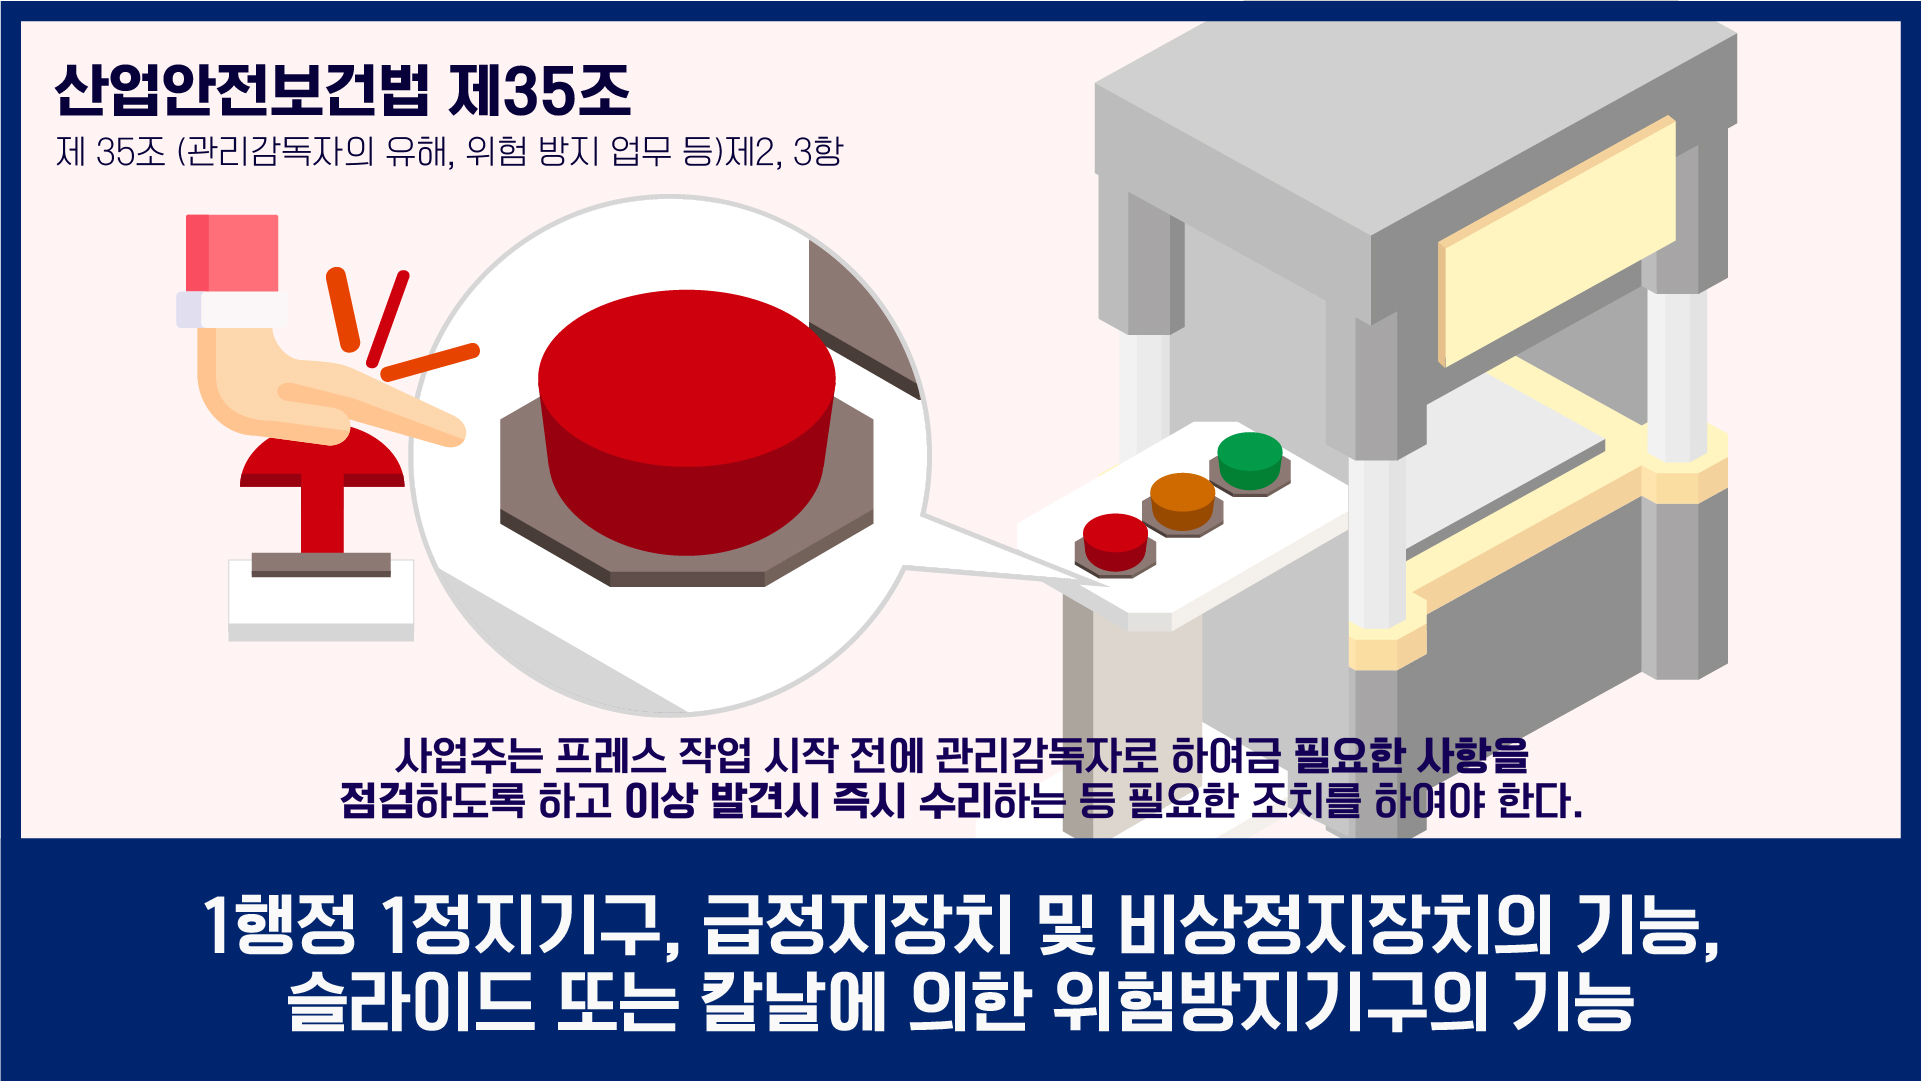 산업안전보건법 제35조
제 35조 (관리감독자의 유해, 위험 방지 업무 등)제2, 3항
사업주는 프레스 작업 시작 전에 관리감독자로 하여금 필요한 사항을
점검하도록 하고 이상 발견시 즉시 수리하는 등 필요한 조치를 하여야 한다.
1행정 1정지기구, 급정지장치 및 비상정지장치의 기능,
슬라이드 또는 칼날에 의한 위험방지기구의 기능